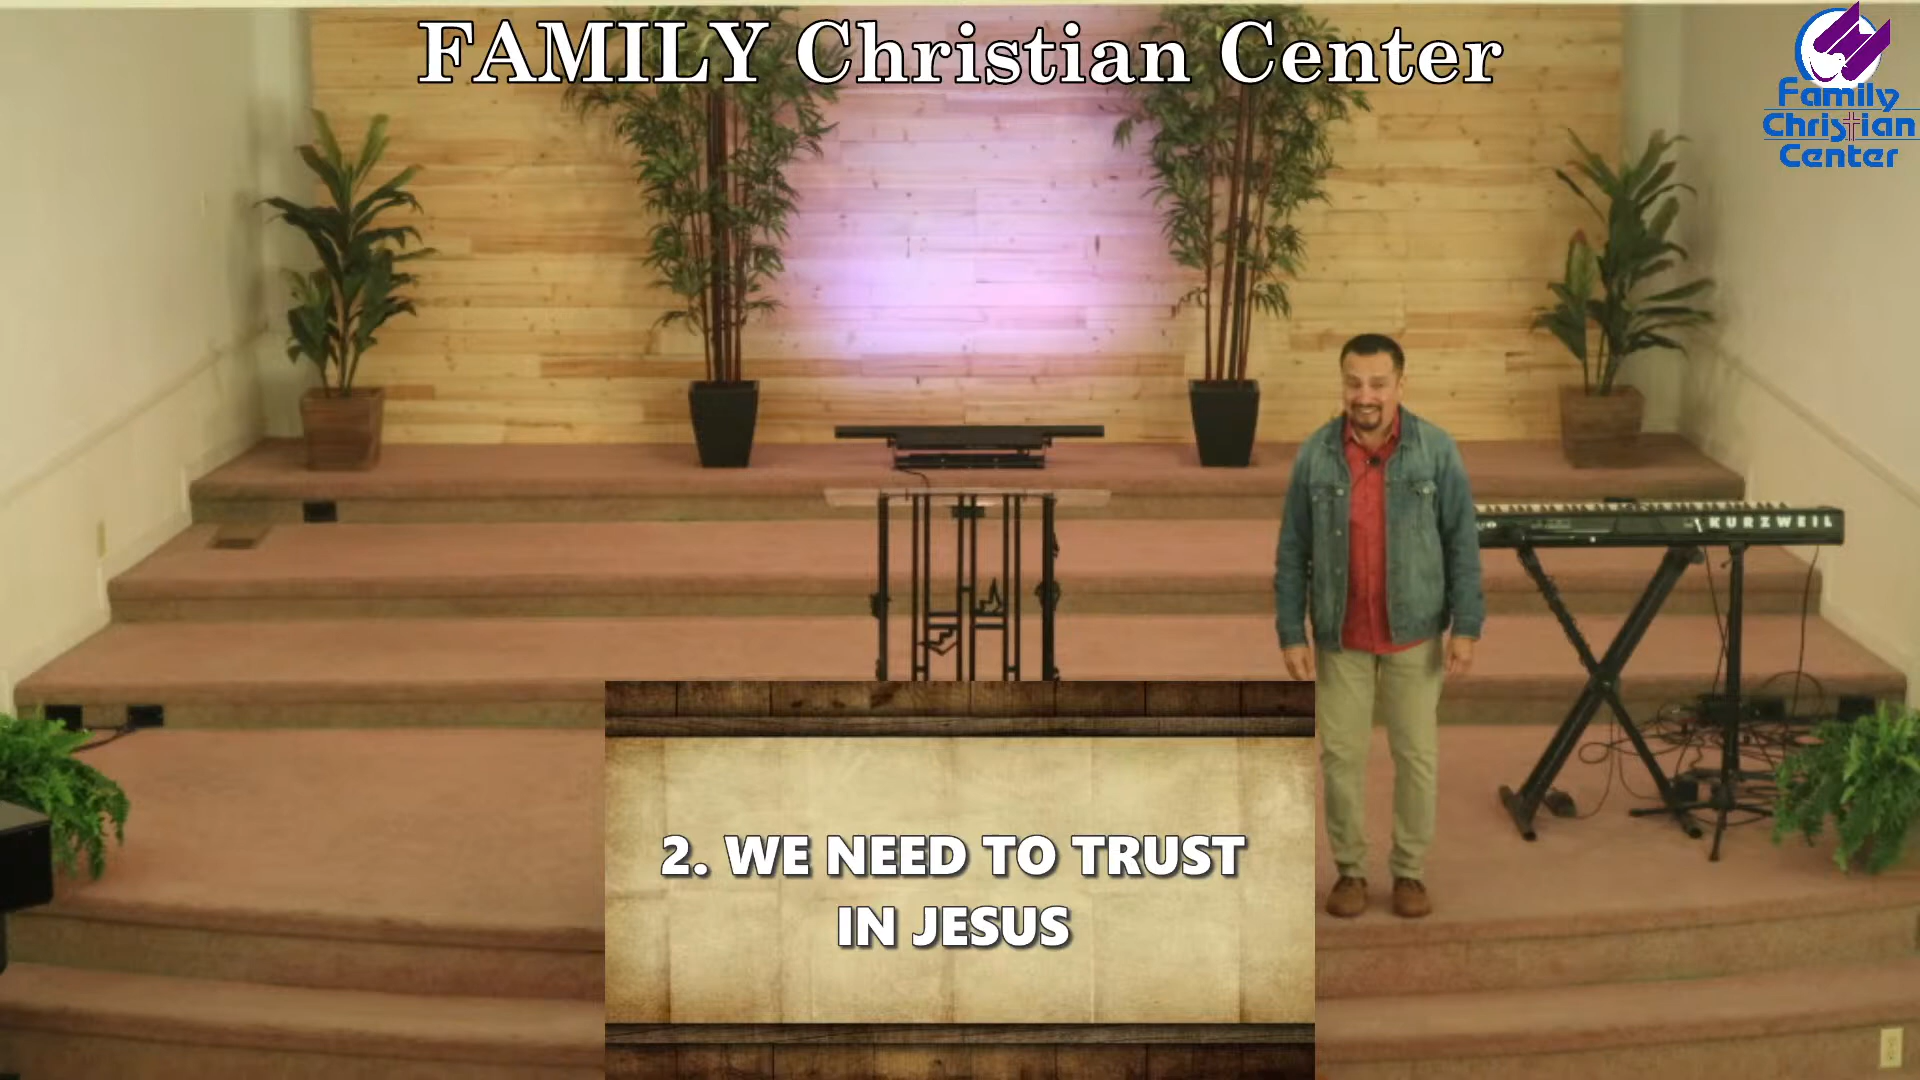 FAMILY Christian Center
Family
Christian
Center
KURZWEIL
2. WE NEED TO TRUST
IN JESUS